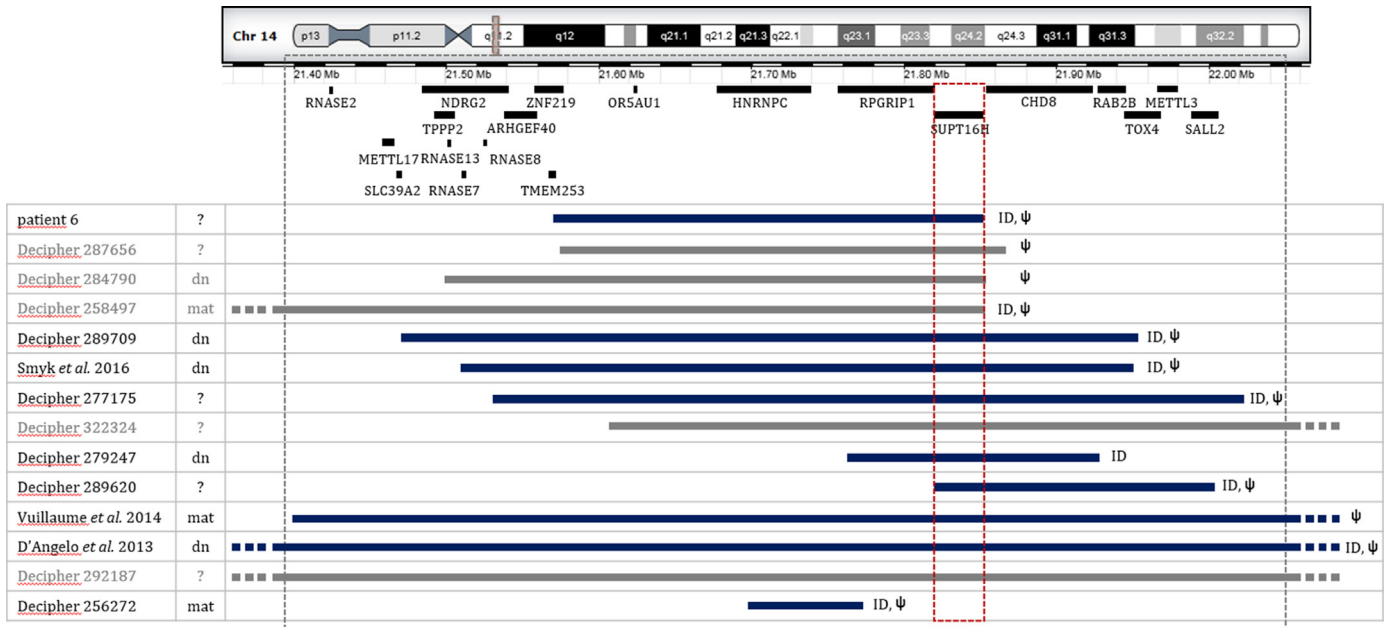 Chr 14 p13 p11.2 q11.2 q12 q21.1 q21.2 q21.3 q22.1 q23.1 q23.3 q24.2 q24.3 q31.1 q31.3 q32.2
21.40 Mb 21.50 Mb 21.60 Mb 21.70 Mb 21.80 Mb 21.90 Mb 22.00 Mb
RNASE2 NDRG2 ZNF219 OR5AU1 HNRNPC RPGRIP1 CHD8 RAB2B METTL3
TPPP2 ARHGEF40 SUPT16H TOX4 SALL2
METTL17 RNASE13 RNASE8
SLC39A2 RNASE7 TMEM253
patient 6 ? ID, ψ
Decipher 287656 ? ψ
Decipher 284790 dn ψ
Decipher 258497 mat ID, ψ
Decipher 289709 dn ID, ψ
Smyk et al. 2016 dn ID, ψ
Decipher 277175 ? ID, ψ
Decipher 322324 ?
Decipher 279247 dn ID
Decipher 289620 ? ID, ψ
Vuillaume et al. 2014 mat ψ
D'Angelo et al. 2013 dn ID, ψ
Decipher 292187 ?
Decipher 256272 mat ID, ψ